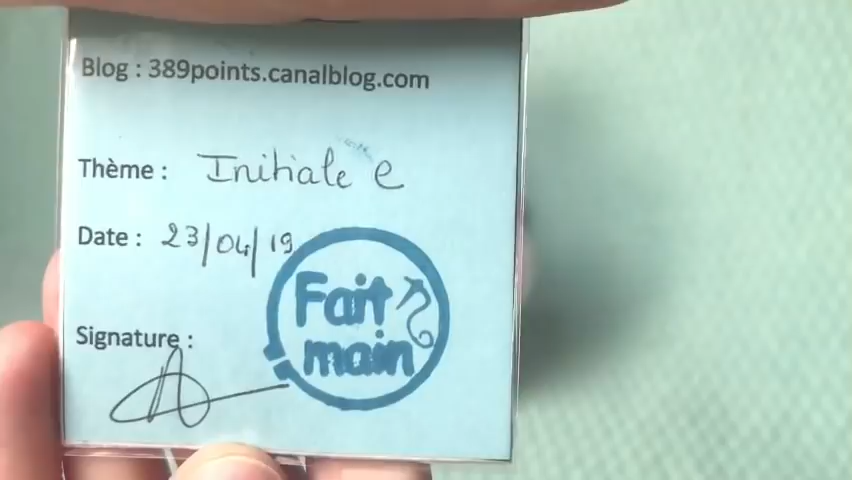 Blog : 389points.canalblog.com
Thème : Initiale e
Date : 23/04/19
Fait
main
Signature :